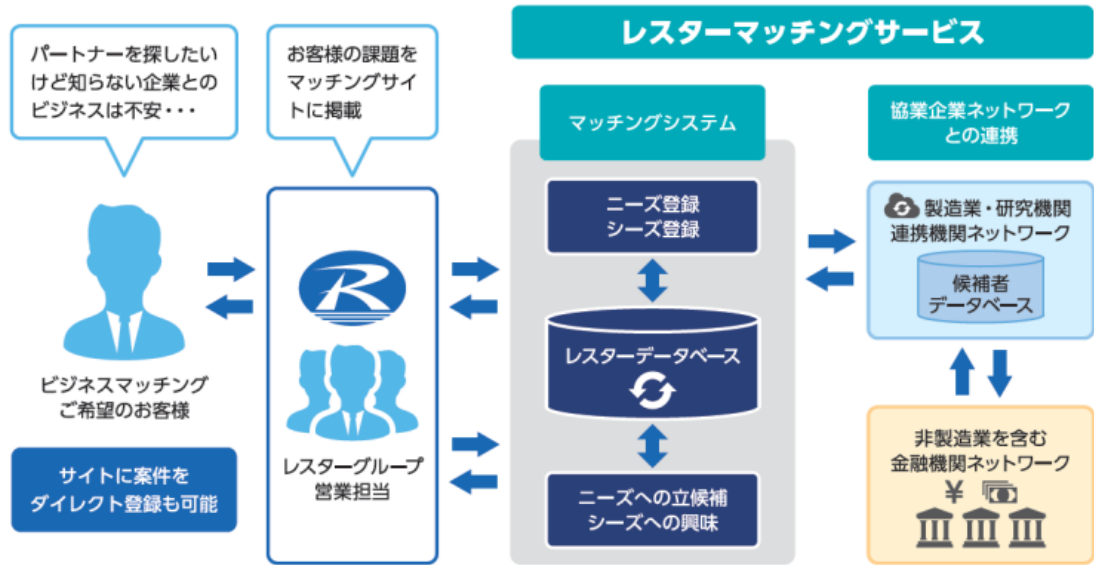 パートナーを探したい
けど知らない企業との
ビジネスは不安・・・
ビジネスマッチング
ご希望のお客様
サイトに案件を
ダイレクト登録も可能
お客様の課題を
マッチングサイ
トに掲載
R
レスターグループ
営業担当
レスターマッチングサービス
マッチングシステム
ニーズ登録
シーズ登録
レスターデータベース
ニーズへの立候補
シーズへの興味
協業企業ネットワーク
との連携
製造業・研究機関
連携機関ネットワーク
候補者
データベース
非製造業を含む
金融機関ネットワーク
¥